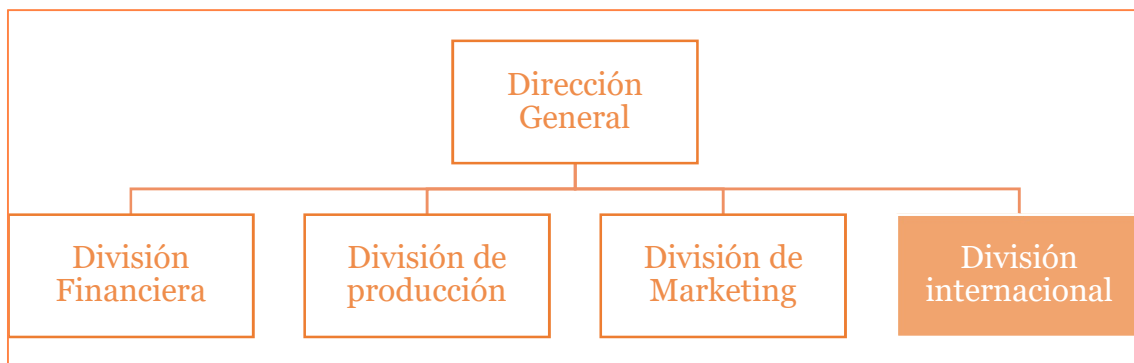 Dirección
General
División
Financiera
División de
producción
División de
Marketing
División
internacional